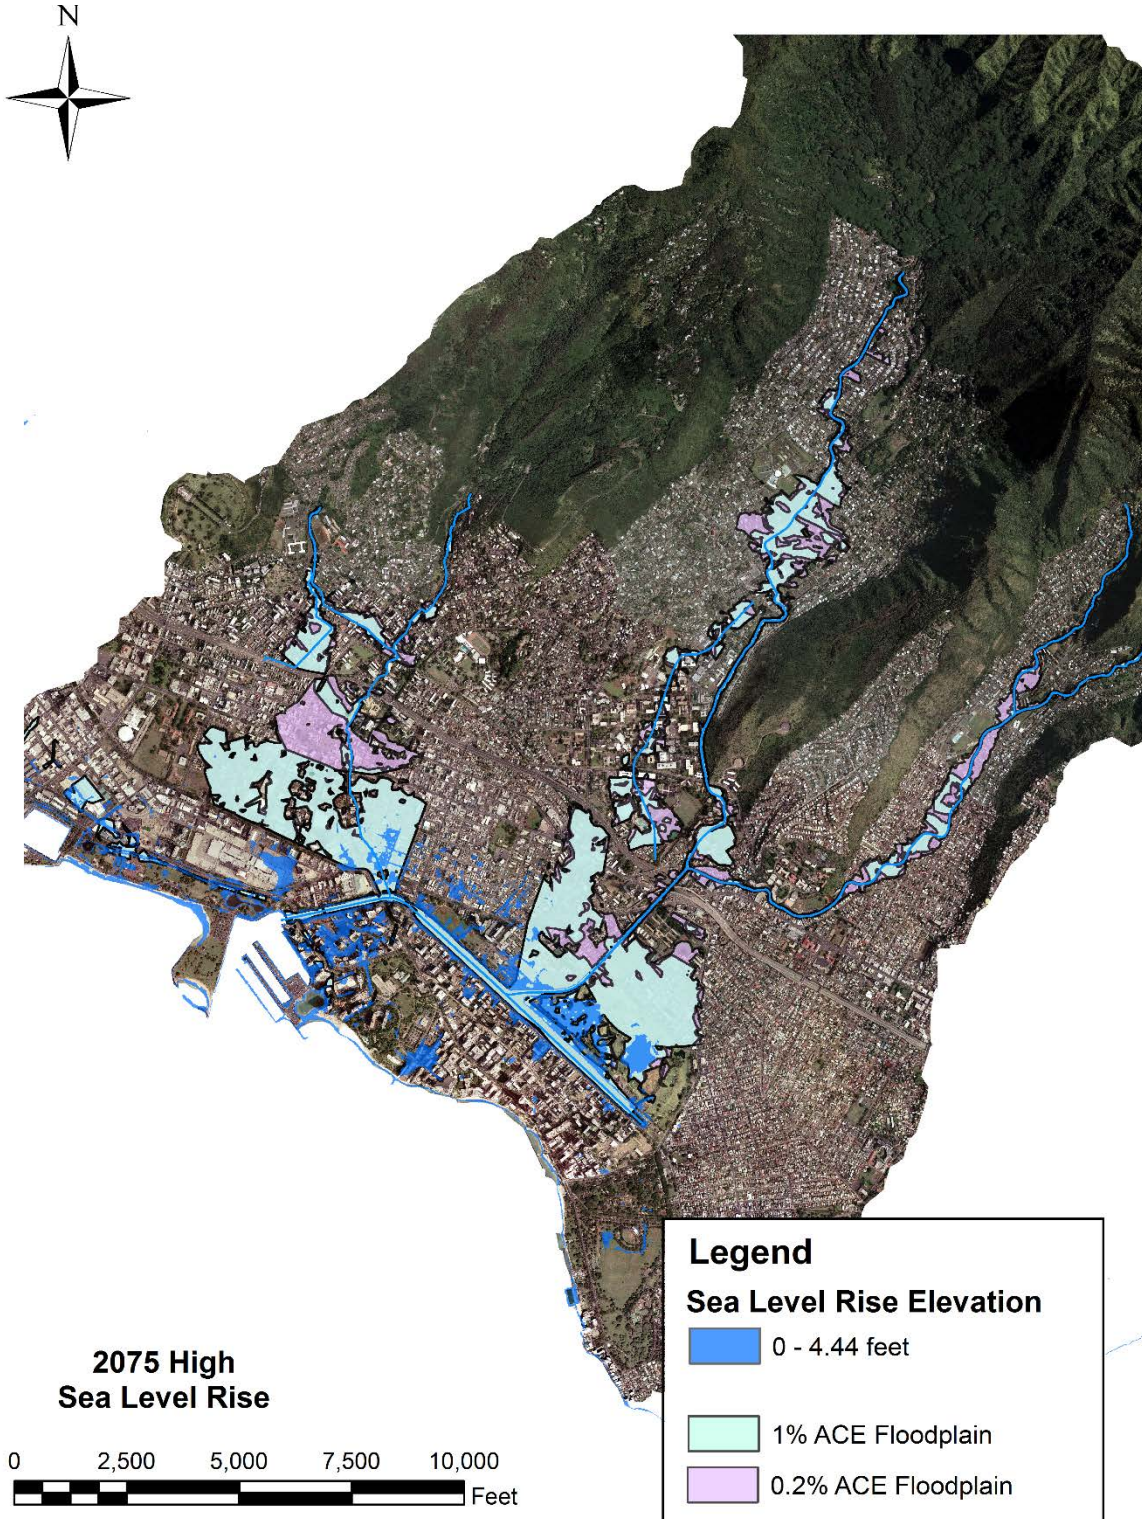 N
2075 High
Sea Level Rise
0 2,500 5,000 7,500 10,000
Feet
Legend
Sea Level Rise Elevation
0 - 4.44 feet
1% ACE Floodplain
0.2% ACE Floodplain